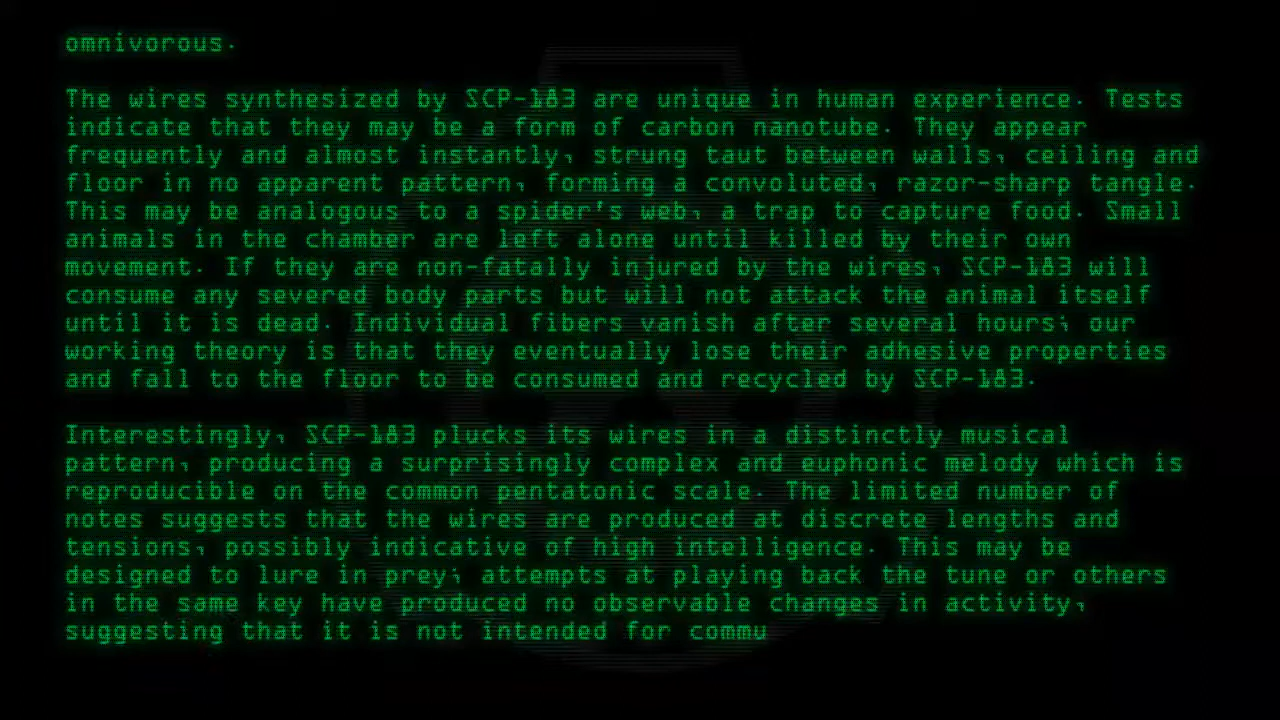 omnivorous.
The wires synthesized by SCP-183 are unique in human experience. Tests
indicate that they may be a form of carbon nanotube. They appear
frequently and almost instantly, strung taut between walls, ceiling and
floor in no apparent pattern, forming a convoluted, razor-sharp tangle.
This may be analogous to a spider's web, a trap to capture food. Small
animals in the chamber are left alone until killed by their own
movement. If they are non-fatally injured by the wires, SCP-183 will
consume any severed body parts but will not attack the animal itself
until it is dead. Individual fibers vanish after several hours; our
working theory is that they eventually lose their adhesive properties
and fall to the floor to be consumed and recycled by SCP-183.
Interestingly, SCP-183 plucks its wires in a distinctly musical
pattern, producing a surprisingly complex and euphonic melody which is
reproducible on the common pentatonic scale. The limited number of
notes suggests that the wires are produced at discrete lengths and
tensions, possibly indicative of high intelligence. This may be
designed to lure in prey; attempts at playing back the tune or others
in the same key have produced no observable changes in activity,
suggesting that it is not intended for commu